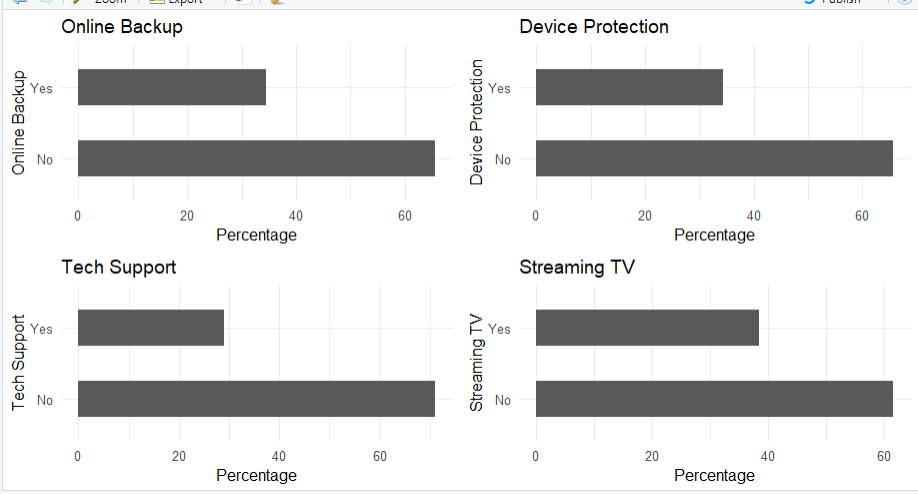 Zoom Export Publish
Online Backup
Online Backup
Yes
No
0 20 40 60
Percentage
Device Protection
Device Protection
Yes
No
0 20 40 60
Percentage
Tech Support
Tech Support
Yes
No
0 20 40 60
Percentage
Streaming TV
Streaming TV
Yes
No
0 20 40 60
Percentage